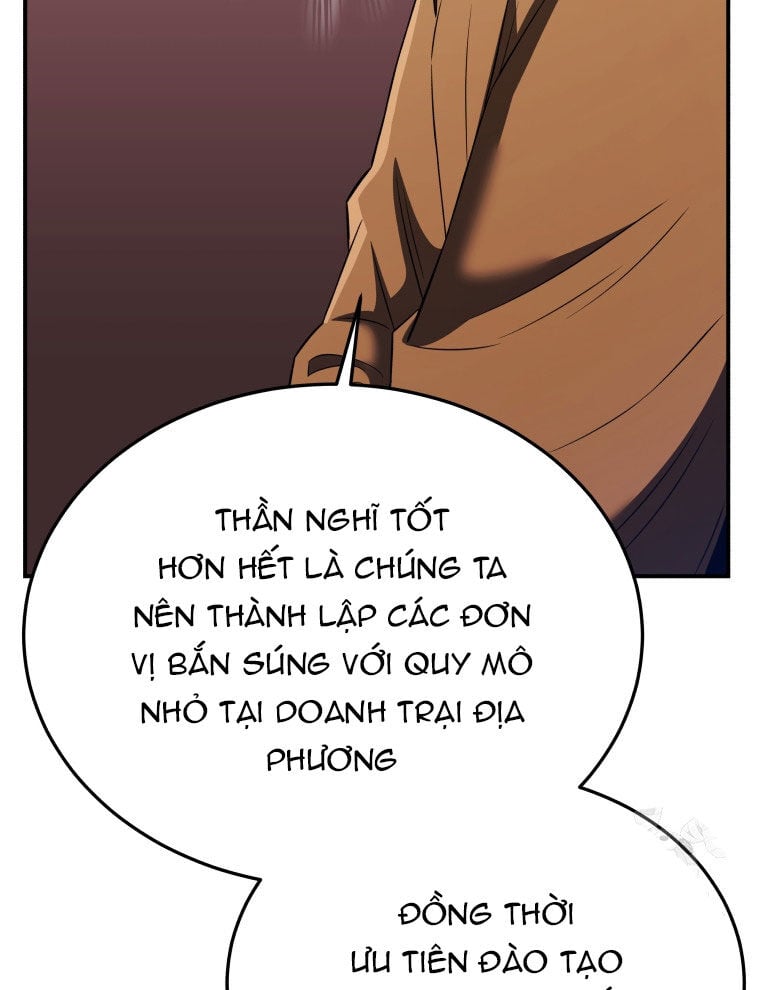 THẦN NGHĨ TỐT
HƠN HẾT LÀ CHÚNG TA
NÊN THÀNH LẬP CÁC ĐƠN
VỊ BẮN SÚNG VỚI QUY MÔ
NHỎ TẠI DOANH TRẠI ĐỊA
PHƯƠNG
ĐỒNG THỜI
ƯU TIÊN ĐÀO TẠO